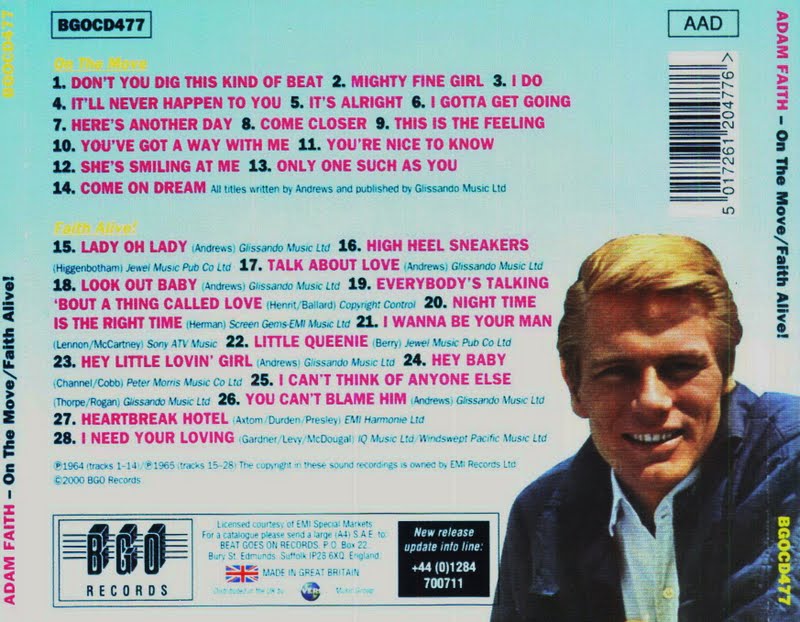 BGOCD477
AAD
On The Move
1. DON'T YOU DIG THIS KIND OF BEAT 2. MIGHTY FINE GIRL 3. I DO
4. IT'LL NEVER HAPPEN TO YOU 5. IT'S ALRIGHT 6. I GOTTA GET GOING
7. HERE'S ANOTHER DAY 8. COME CLOSER 9. THIS IS THE FEELING
10. YOU'VE GOT A WAY WITH ME 11. YOU'RE NICE TO KNOW
12. SHE'S SMILING AT ME 13. ONLY ONE SUCH AS YOU
14. COME ON DREAM All titles written by Andrews and published by Glissando Music Ltd
Faith Alive!
15. LADY OH LADY (Andrews) Glissando Music Ltd 16. HIGH HEEL SNEAKERS
(Higgenbotham) Jewel Music Pub Co Ltd 17. TALK ABOUT LOVE (Andrews) Glissando Music Ltd
18. LOOK OUT BABY (Andrews) Glissando Music Ltd 19. EVERYBODY'S TALKING
'BOUT A THING CALLED LOVE (Henrit/Ballard) Copyright Control 20. NIGHT TIME
IS THE RIGHT TIME (Herman) Screen Gems-EMI Music Ltd 21. I WANNA BE YOUR MAN
(Lennon/McCartney) Sony ATV Music 22. LITTLE QUEENIE (Berry) Jewel Music Pub Co Ltd
23. HEY LITTLE LOVIN' GIRL (Andrews) Glissando Music Ltd 24. HEY BABY
(Channel/Cobb) Peter Morris Music Co Ltd 25. I CAN'T THINK OF ANYONE ELSE
(Thorpe/Rogan) Glissando Music Ltd 26. YOU CAN'T BLAME HIM (Andrews) Glissando Music Ltd
27. HEARTBREAK HOTEL (Axtom/Durden/Presley) EMI Harmonie Ltd
28. I NEED YOUR LOVING (Gardner/Levy/McDougal) IQ Music Ltd/Windswept Pacific Music Ltd
℗1964 (tracks 1-14)/℗1965 (tracks 15-28) The copyright in these sound recordings is owned by EMI Records Ltd
©2000 BGO Records
BGO
RECORDS
Licensed courtesy of EMI Special Markets
For a catalogue please send a large (A4) S.A.E. to:
BEAT GOES ON RECORDS. P.O. Box 22,
Bury St. Edmunds. Suffolk IP28 6XQ. England.
MADE IN GREAT BRITAIN
Distributed in the UK by Music Group
New release
update info line:
+44 (0)1284
700711
5 017261 204776 >
BGOCD477
ADAM FAITH – On The Move/Faith Alive!
ADAM FAITH – On The Move/Faith Alive!
BGOCD477